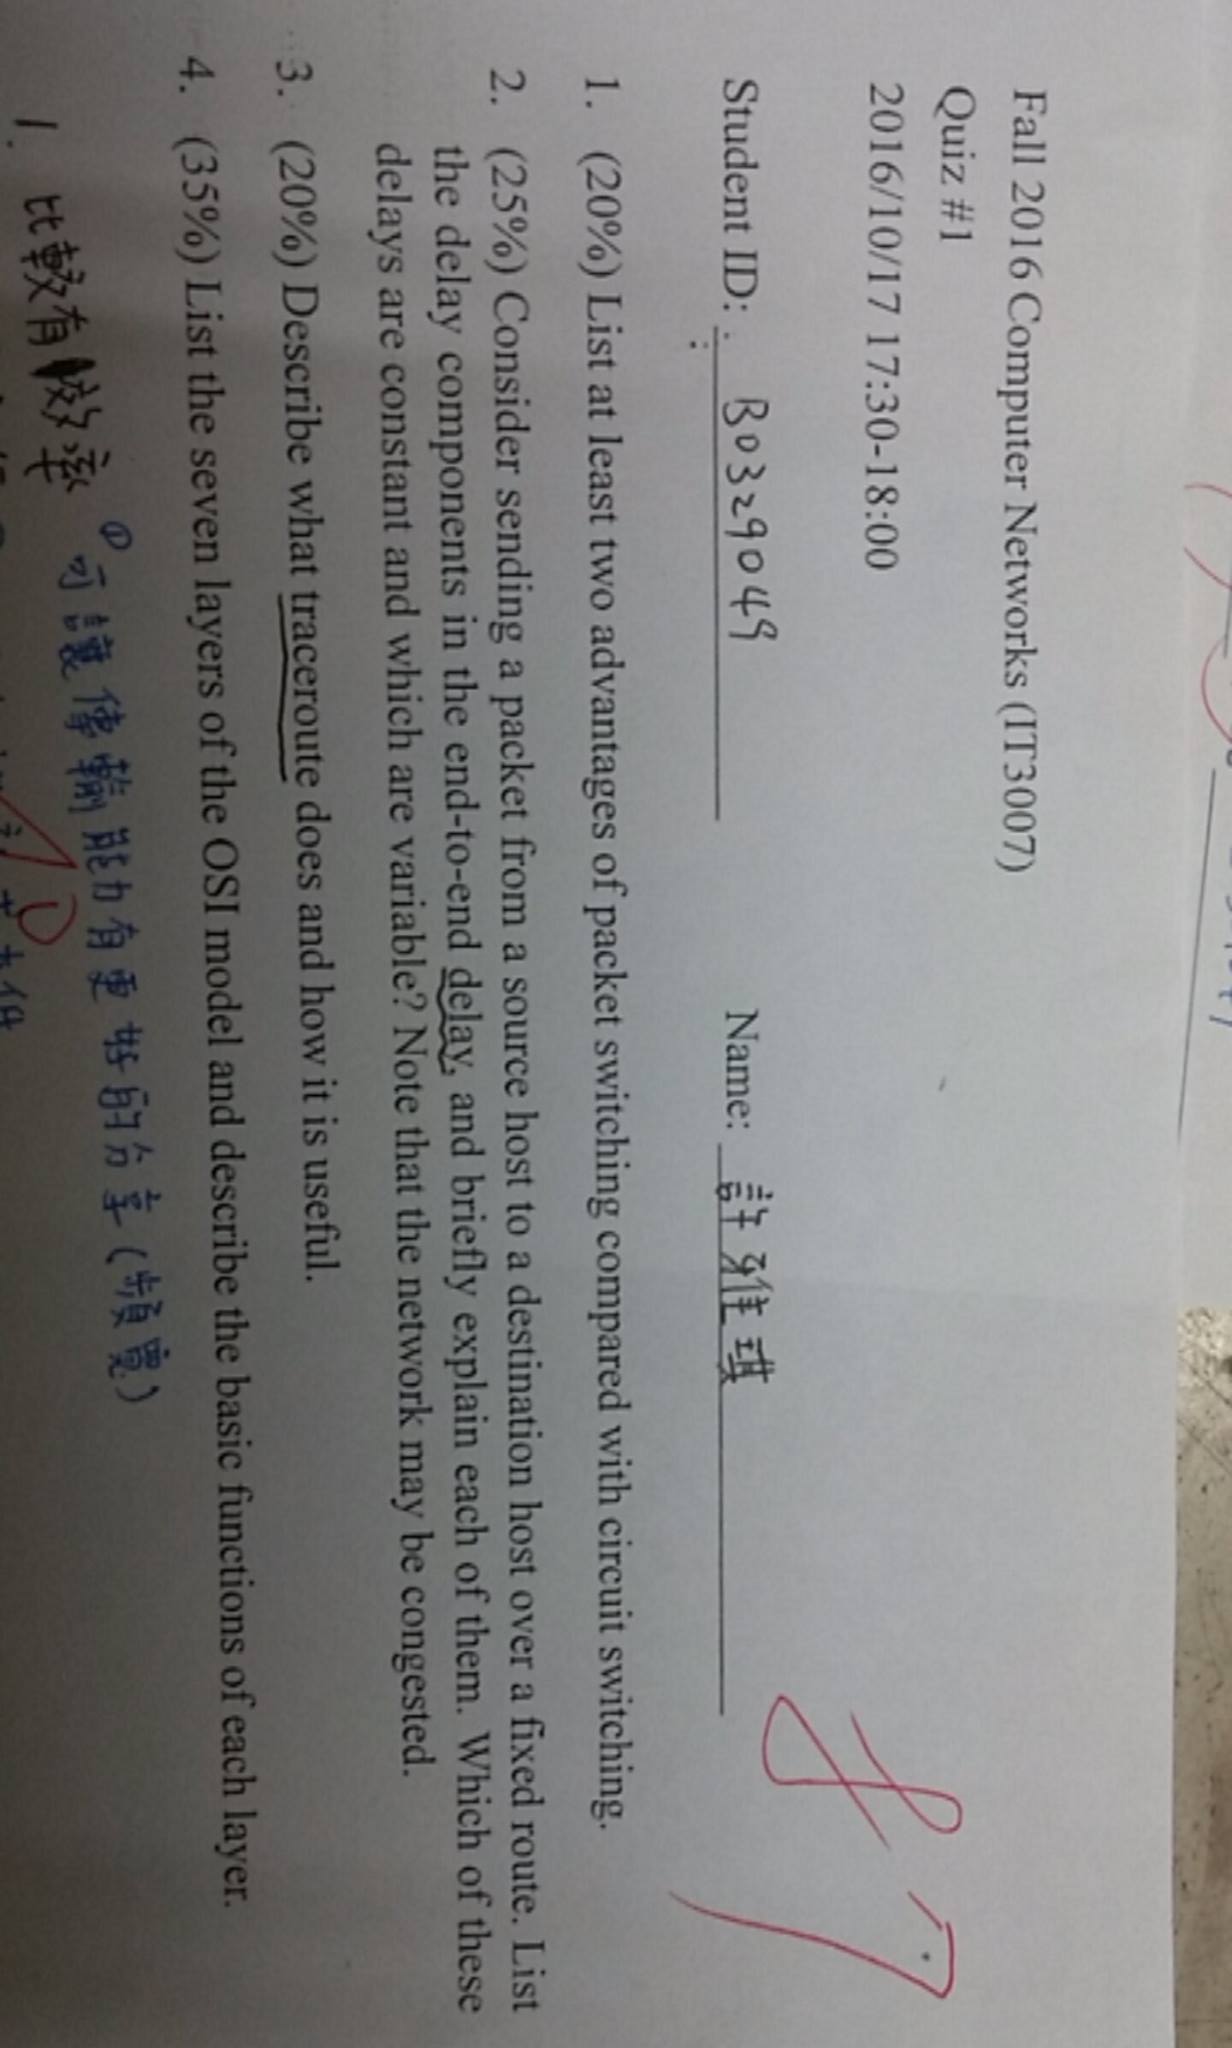 Fall 2016 Computer Networks (IT3007)
Quiz #1
2016/10/17 17:30-18:00
87
Student ID: B0329049 Name: 許雅琪
1. (20%) List at least two advantages of packet switching compared with circuit switching.
2. (25%) Consider sending a packet from a source host to a destination host over a fixed route. List
the delay components in the end-to-end delay, and briefly explain each of them. Which of these
delays are constant and which are variable? Note that the network may be congested.
3. (20%) Describe what traceroute does and how it is useful.
4. (35%) List the seven layers of the OSI model and describe the basic functions of each layer.
①可讓傳輸能力有更好的分享(頻寬)
1. 比較有效率